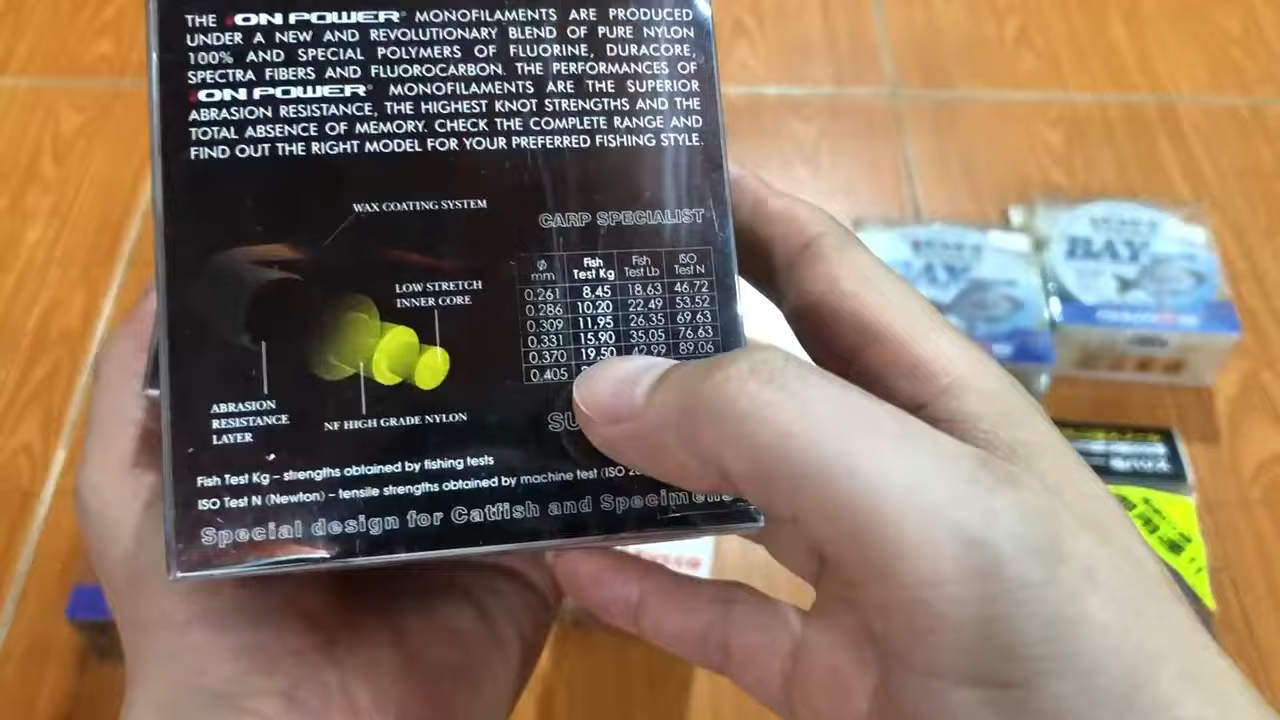 THE iON POWER® MONOFILAMENTS ARE PRODUCED
UNDER A NEW AND REVOLUTIONARY BLEND OF PURE NYLON
100% AND SPECIAL POLYMERS OF FLUORINE, DURACORE,
SPECTRA FIBERS AND FLUOROCARBON. THE PERFORMANCES OF
iON POWER® MONOFILAMENTS ARE THE SUPERIOR
ABRASION RESISTANCE, THE HIGHEST KNOT STRENGTHS AND THE
TOTAL ABSENCE OF MEMORY. CHECK THE COMPLETE RANGE AND
FIND OUT THE RIGHT MODEL FOR YOUR PREFERRED FISHING STYLE.
WAX COATING SYSTEM
LOW STRETCH
INNER CORE
ABRASION
RESISTANCE
LAYER
NF HIGH GRADE NYLON
CARP SPECIALIST
Ø mm Fish Test Kg Fish Test Lb ISO Test N
0.261 8,45 18,63 46,72
0.286 10,20 22,49 53,52
0.309 11,95 26,35 69,63
0.331 15,90 35,05 76,63
0.370 19,50 42,99 89,06
0.405
Fish Test Kg – strengths obtained by fishing tests
ISO Test N (Newton) – tensile strengths obtained by machine test (ISO
Special design for Catfish and Specimens
BAY